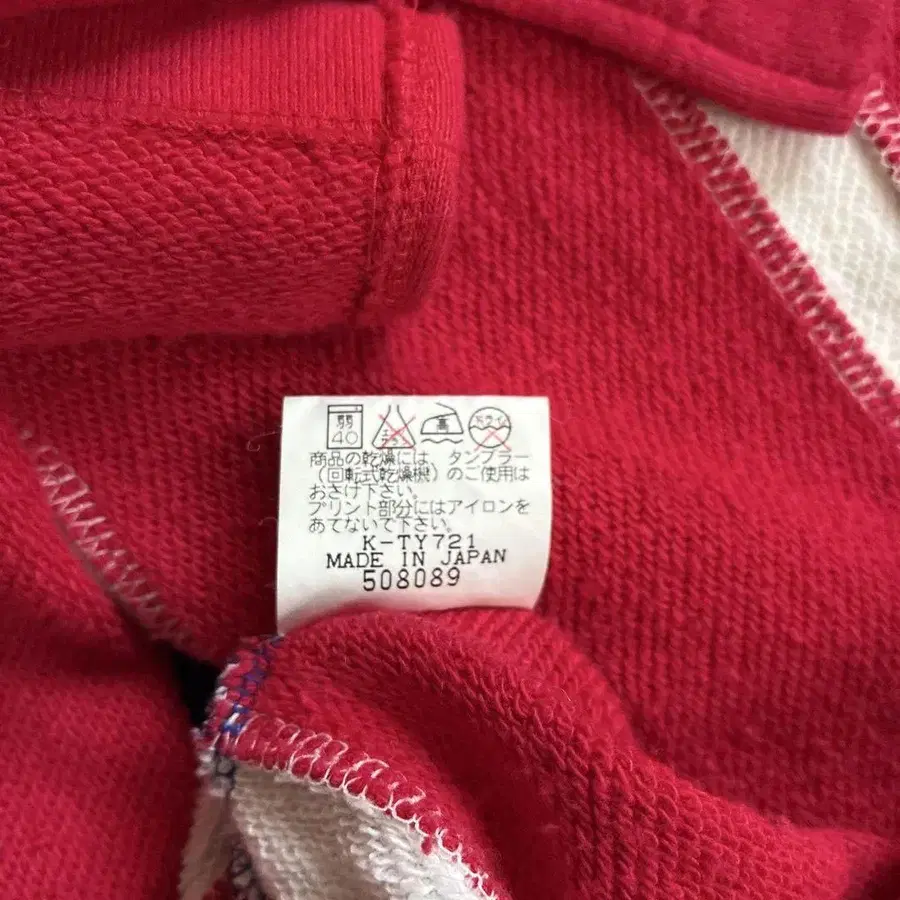 弱 40 高 ドライ
商品の乾燥には、タンブラー
（回転式乾燥機）のご使用は
おさけ下さい。
プリント部分にはアイロンを
あてないで下さい。
K-TY721
MADE IN JAPAN
508089